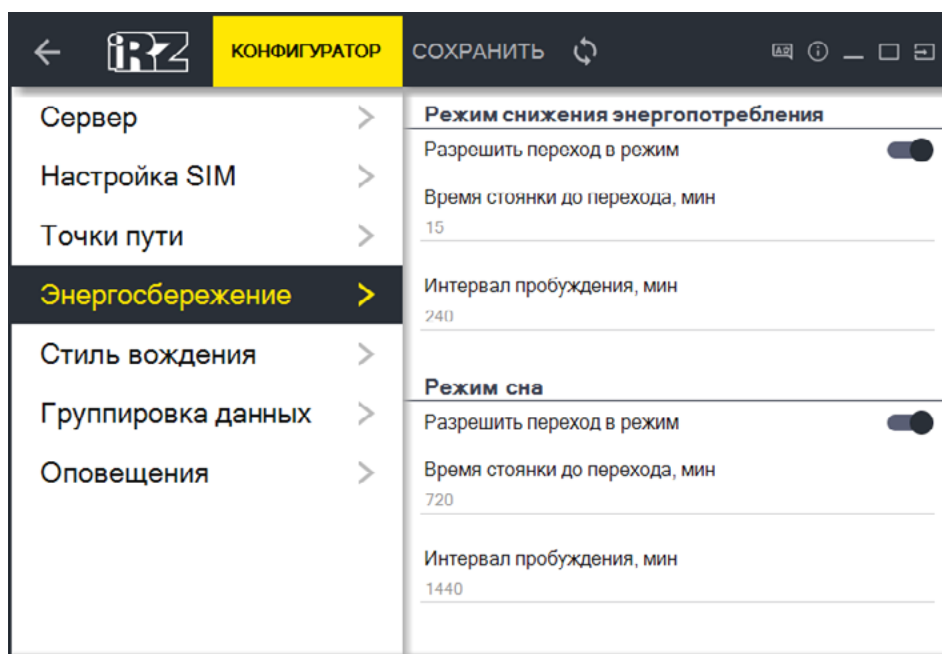 iRZ КОНФИГУРАТОР СОХРАНИТЬ
Сервер
Настройка SIM
Точки пути
Энергосбережение
Стиль вождения
Группировка данных
Оповещения
Режим снижения энергопотребления
Разрешить переход в режим
Время стоянки до перехода, мин
15
Интервал пробуждения, мин
240
Режим сна
Разрешить переход в режим
Время стоянки до перехода, мин
720
Интервал пробуждения, мин
1440